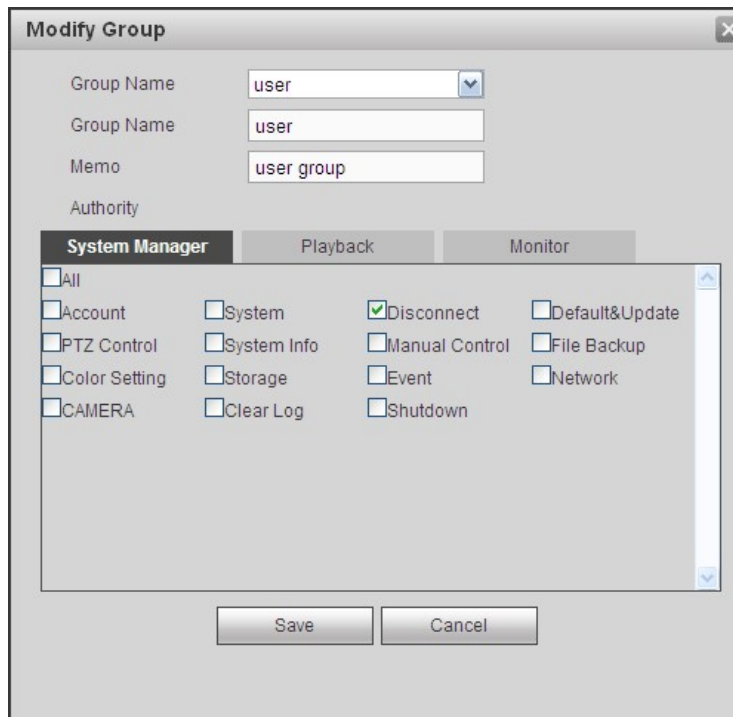 Modify Group
Group Name user
Group Name user
Memo user group
Authority
System Manager Playback Monitor
All
Account System Disconnect Default&Update
PTZ Control System Info Manual Control File Backup
Color Setting Storage Event Network
CAMERA Clear Log Shutdown
Save Cancel